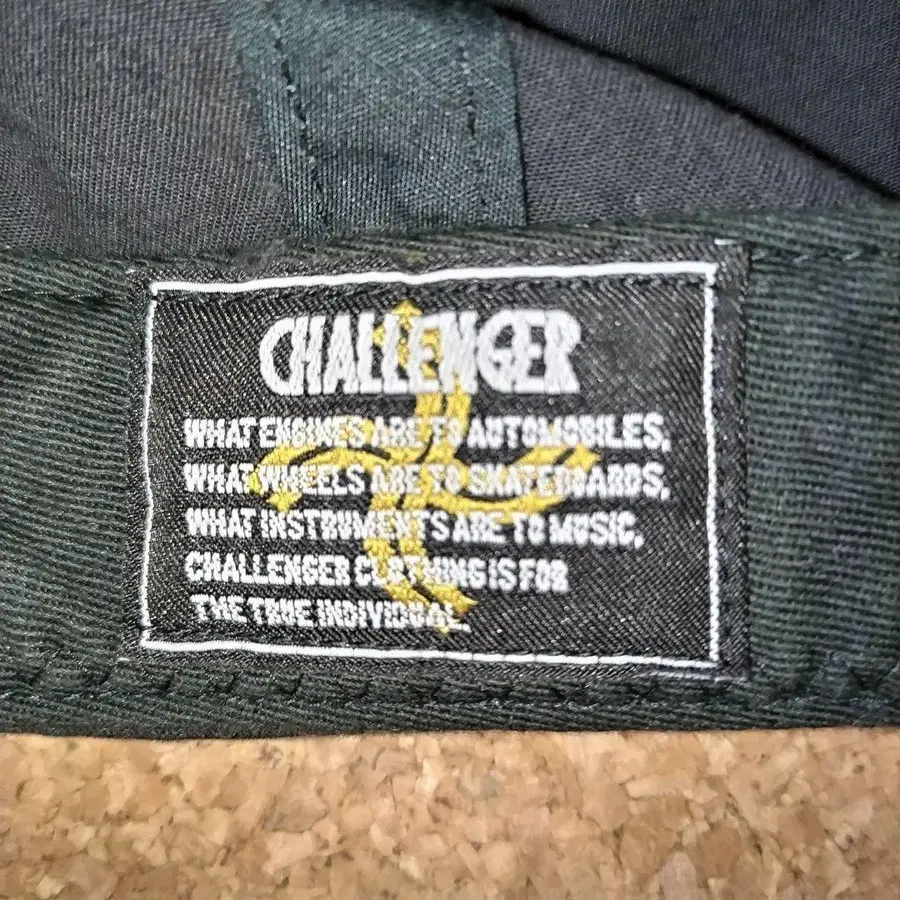 CHALLENGER
WHAT ENGINES ARE TO AUTOMOBILES,
WHAT WHEELS ARE TO SKATEBOARDS,
WHAT INSTRUMENTS ARE TO MUSIC,
CHALLENGER CLOTHING IS FOR
THE TRUE INDIVIDUAL.